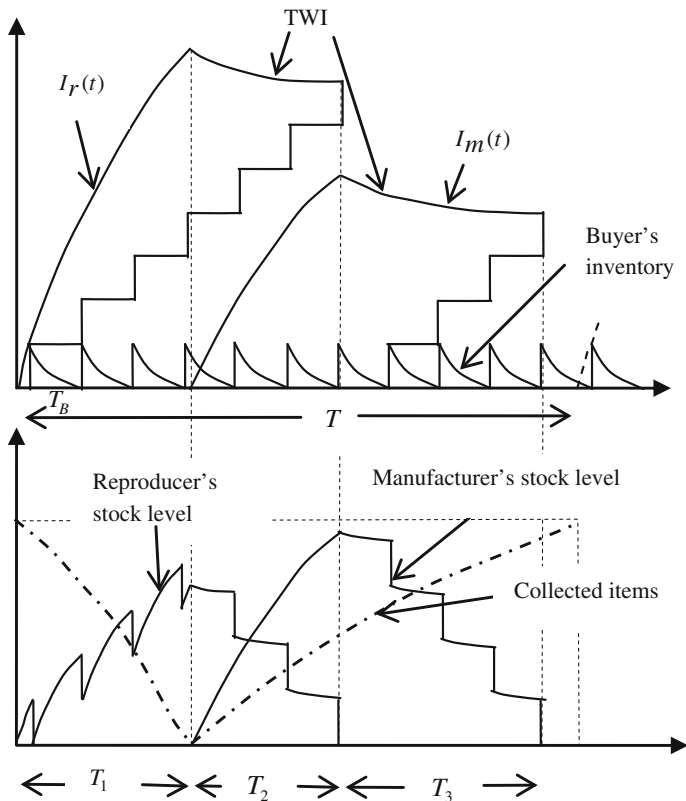 TWI
I_r(t)
I_m(t)
Buyer's
inventory
T_B
T
Reproducer's
stock level
Manufacturer's stock level
Collected items
T_1
T_2
T_3